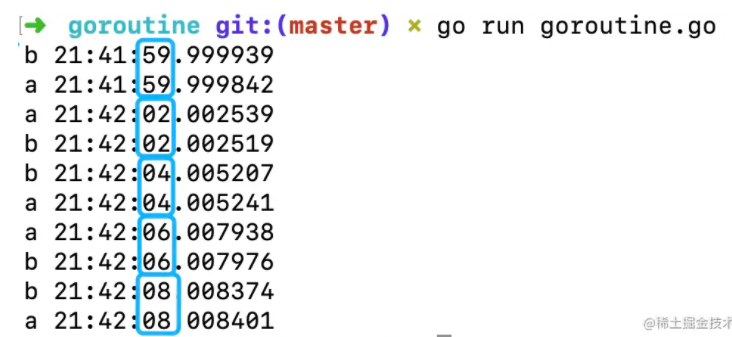 ➜ goroutine git:(master) × go run goroutine.go
b 21:41:59.999939
a 21:41:59.999842
a 21:42:02.002539
b 21:42:02.002519
b 21:42:04.005207
a 21:42:04.005241
a 21:42:06.007938
b 21:42:06.007976
b 21:42:08 008374
a 21:42:08 008401
@稀土掘金技术